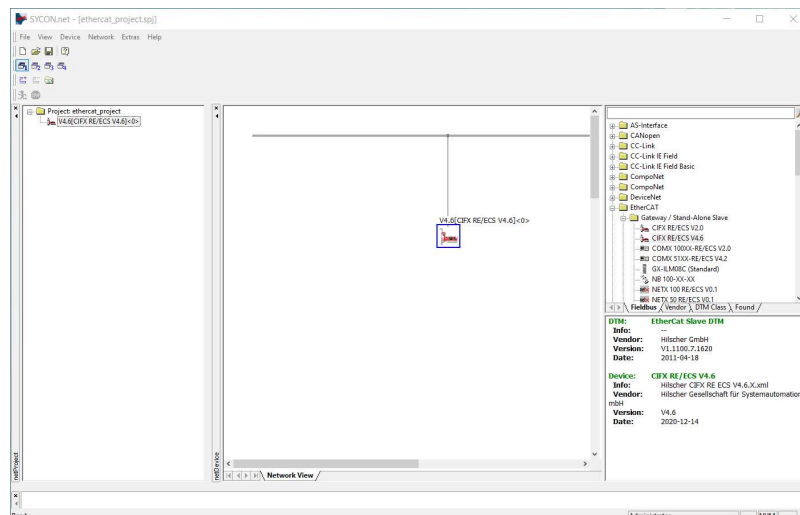 SYCON.net - [ethercat_project.spj]
File View Device Network Extras Help
Project: ethercat_project
V4.6[CIFX RE/ECS V4.6]<0>
netProject
V4.6[CIFX RE/ECS V4.6]<0>
netDevice
Network View
AS-Interface
CANopen
CC-Link
CC-Link IE Field
CC-Link IE Field Basic
CompoNet
CompoNet
DeviceNet
EtherCAT
Gateway / Stand-Alone Slave
CIFX RE/ECS V2.0
CIFX RE/ECS V4.6
COMX 100XX-RE/ECS V2.0
COMX 51XX-RE/ECS V4.2
GX-ILM08C (Standard)
NB 100-XX-XX
NETX 100 RE/ECS V0.1
NETX 50 RE/ECS V0.1
Fieldbus Vendor DTM Class Found
DTM: EtherCat Slave DTM
Info: --
Vendor: Hilscher GmbH
Version: V1.1100.7.1620
Date: 2011-04-18
Device: CIFX RE/ECS V4.6
Info: Hilscher CIFX RE ECS V4.6.X.xml
Vendor: Hilscher Gesellschaft für Systemautomation
mbH
Version: V4.6
Date: 2020-12-14